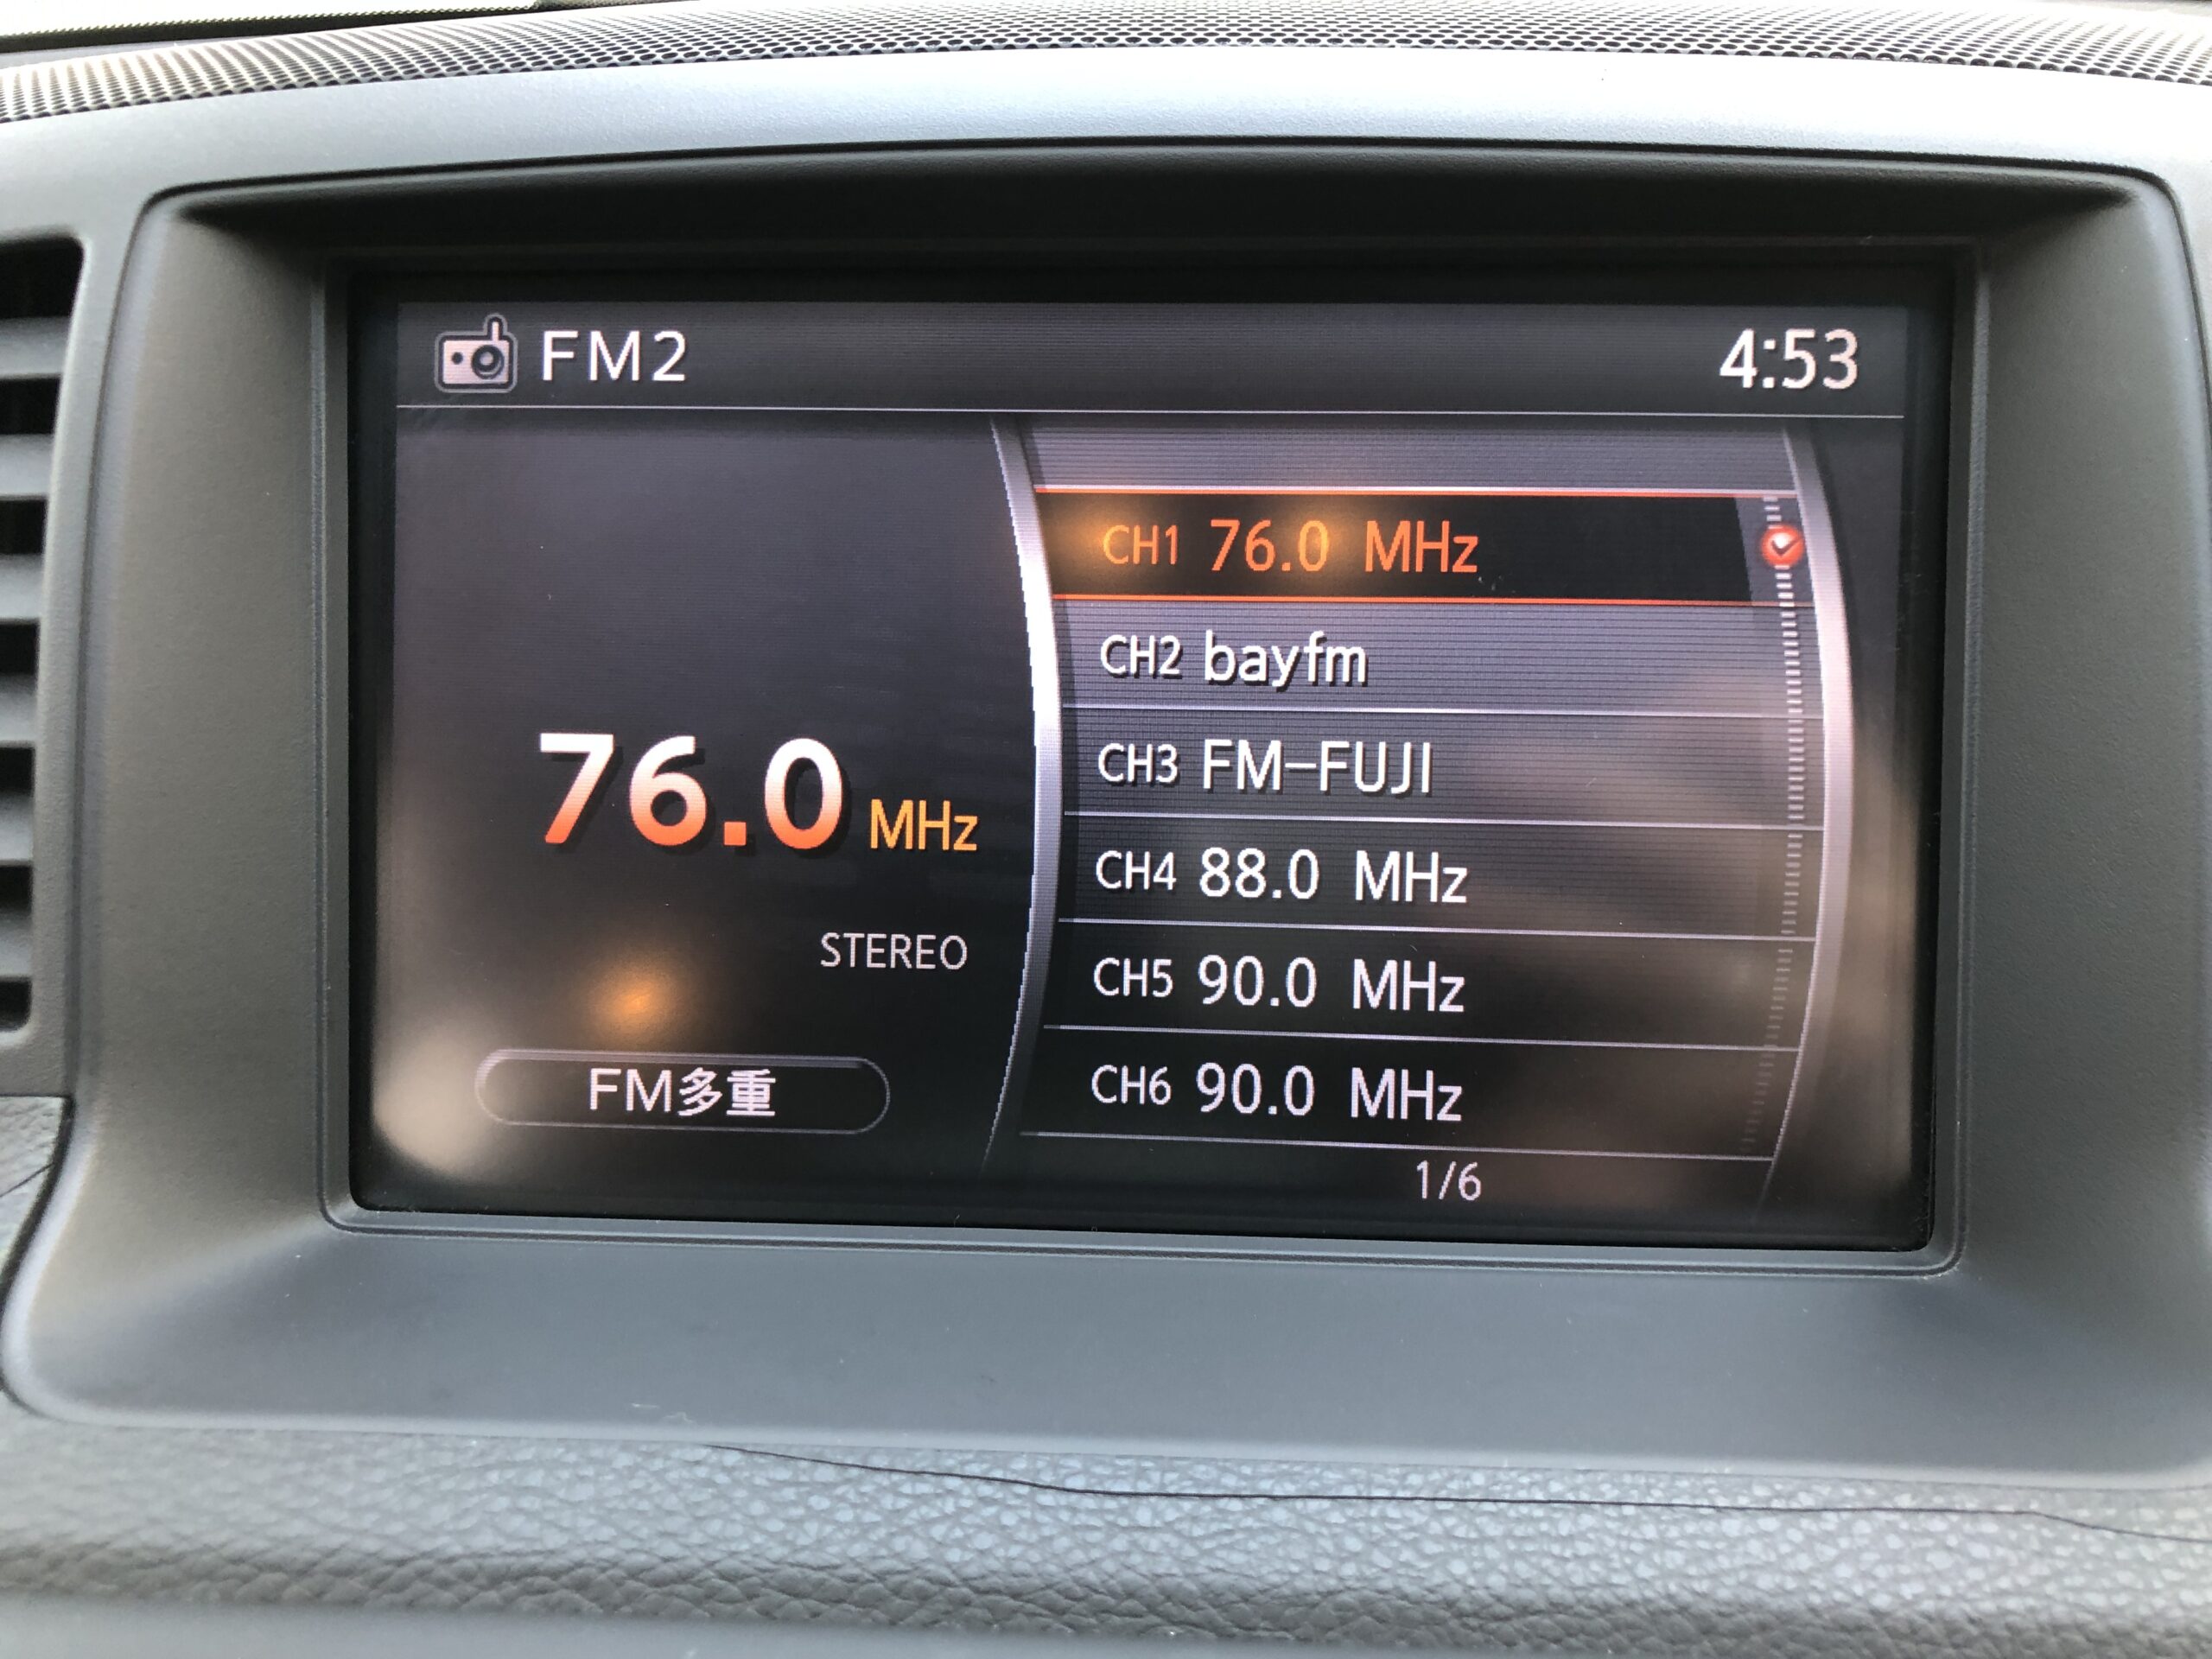 FM2
4:53
76.0 MHz
STEREO
FM多重
CH1 76.0 MHz
CH2 bayfm
CH3 FM-FUJI
CH4 88.0 MHz
CH5 90.0 MHz
CH6 90.0 MHz
1/6